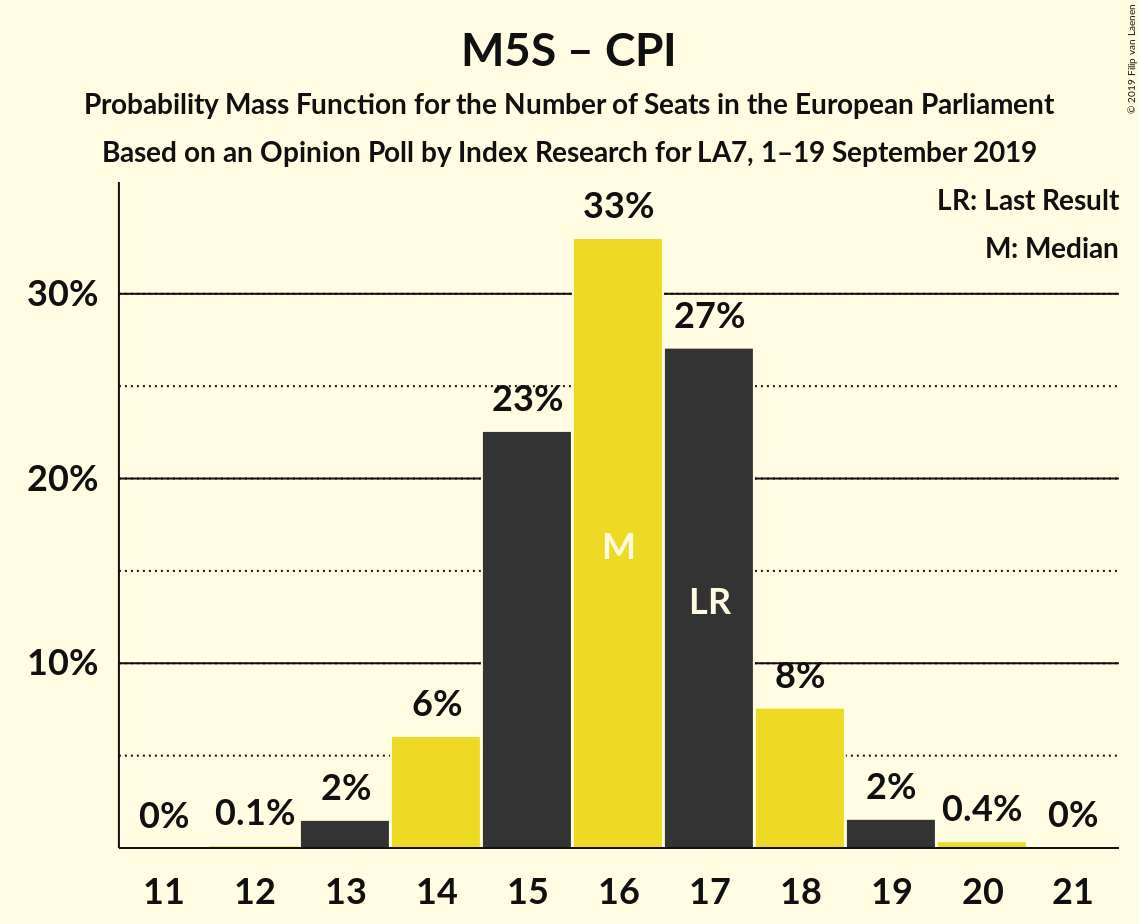 M5S – CPI
Probability Mass Function for the Number of Seats in the European Parliament
Based on an Opinion Poll by Index Research for LA7, 1–19 September 2019
© 2019 Filip van Laenen
LR: Last Result
M: Median
30%
20%
10%
0%
0.1%
2%
6%
23%
33%
27%
8%
2%
0.4%
0%
M
LR
11 12 13 14 15 16 17 18 19 20 21